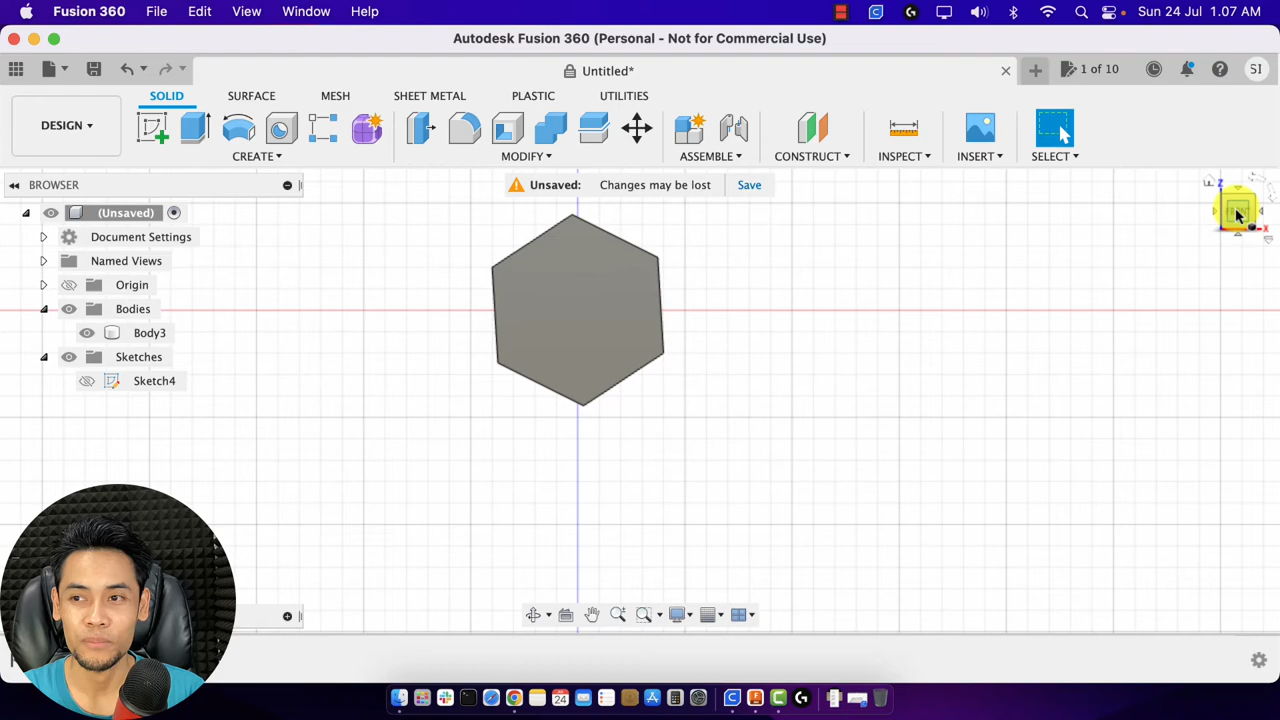 Fusion 360 File Edit View Window Help Sun 24 Jul 1.07 AM
Autodesk Fusion 360 (Personal - Not for Commercial Use)
Untitled* 1 of 10 SI
SOLID SURFACE MESH SHEET METAL PLASTIC UTILITIES
DESIGN
CREATE MODIFY ASSEMBLE CONSTRUCT INSPECT INSERT SELECT
BROWSER
Unsaved: Changes may be lost Save
Z
X
(Unsaved)
Document Settings
Named Views
Origin
Bodies
Body3
Sketches
Sketch4
24